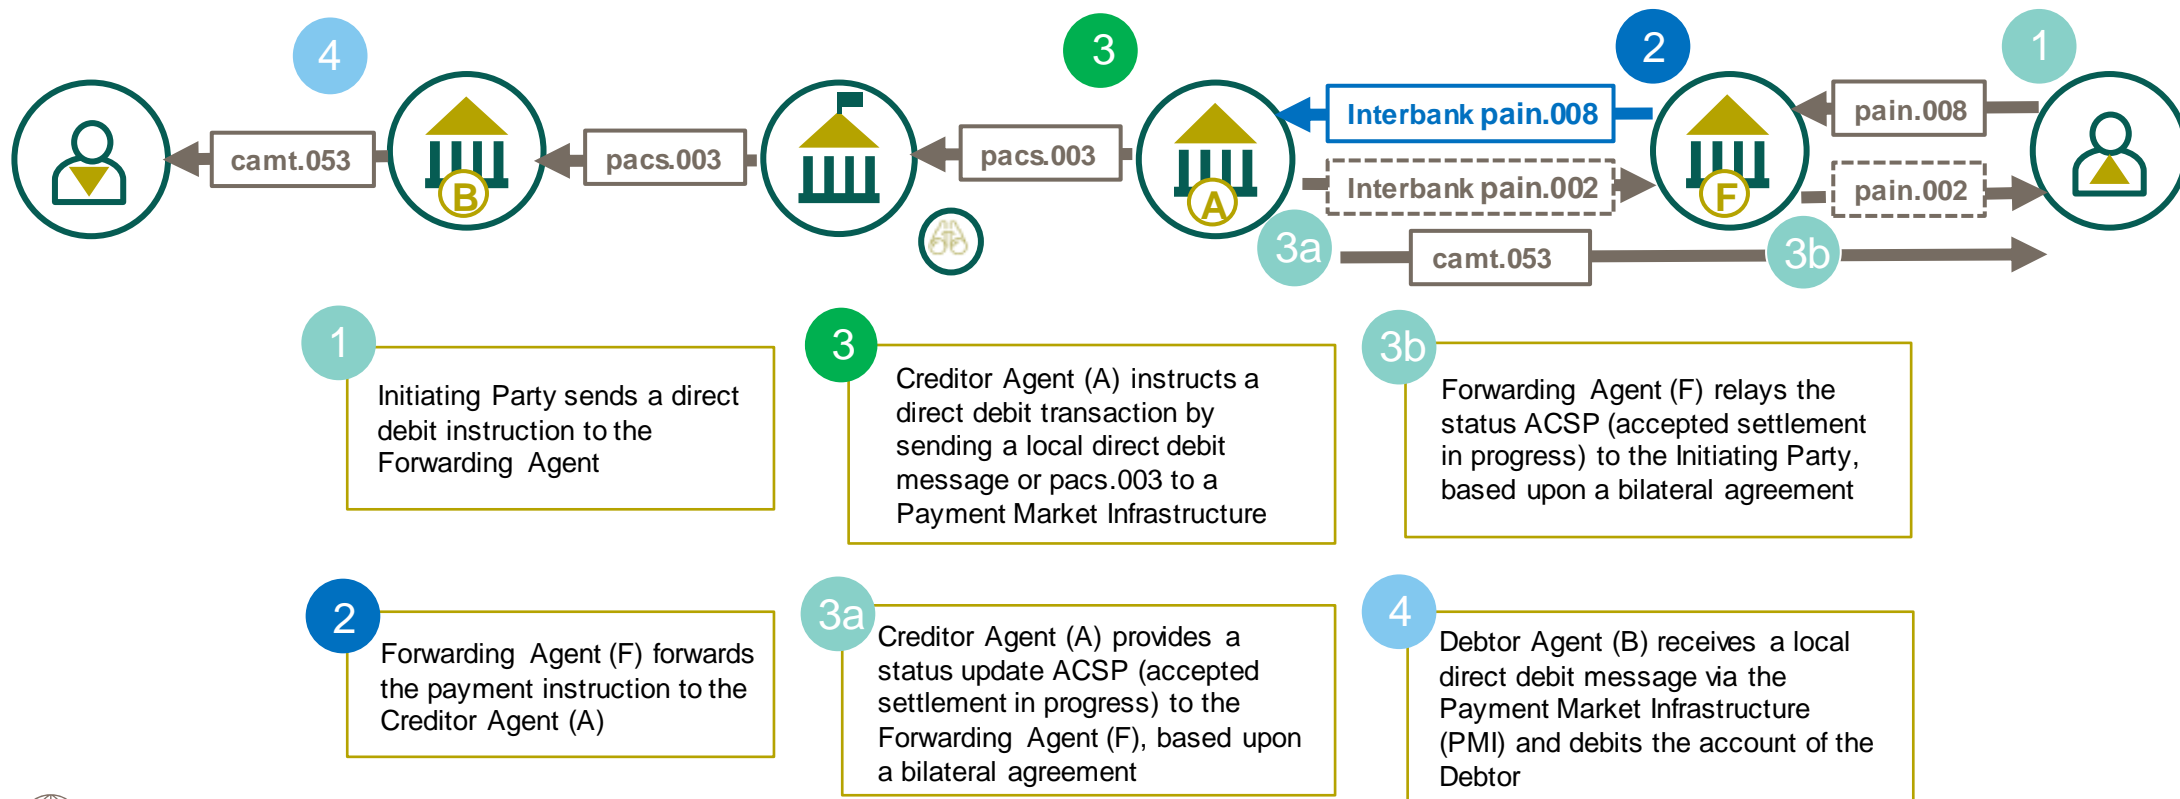 4
3
2
1
camt.053
B
pacs.003
pacs.003
A
Interbank pain.008
Interbank pain.002
F
pain.008
pain.002
3a
camt.053
3b
1
Initiating Party sends a direct
debit instruction to the
Forwarding Agent
3
Creditor Agent (A) instructs a
direct debit transaction by
sending a local direct debit
message or pacs.003 to a
Payment Market Infrastructure
3b
Forwarding Agent (F) relays the
status ACSP (accepted settlement
in progress) to the Initiating Party,
based upon a bilateral agreement
2
Forwarding Agent (F) forwards
the payment instruction to the
Creditor Agent (A)
3a
Creditor Agent (A) provides a
status update ACSP (accepted
settlement in progress) to the
Forwarding Agent (F), based upon
a bilateral agreement
4
Debtor Agent (B) receives a local
direct debit message via the
Payment Market Infrastructure
(PMI) and debits the account of the
Debtor